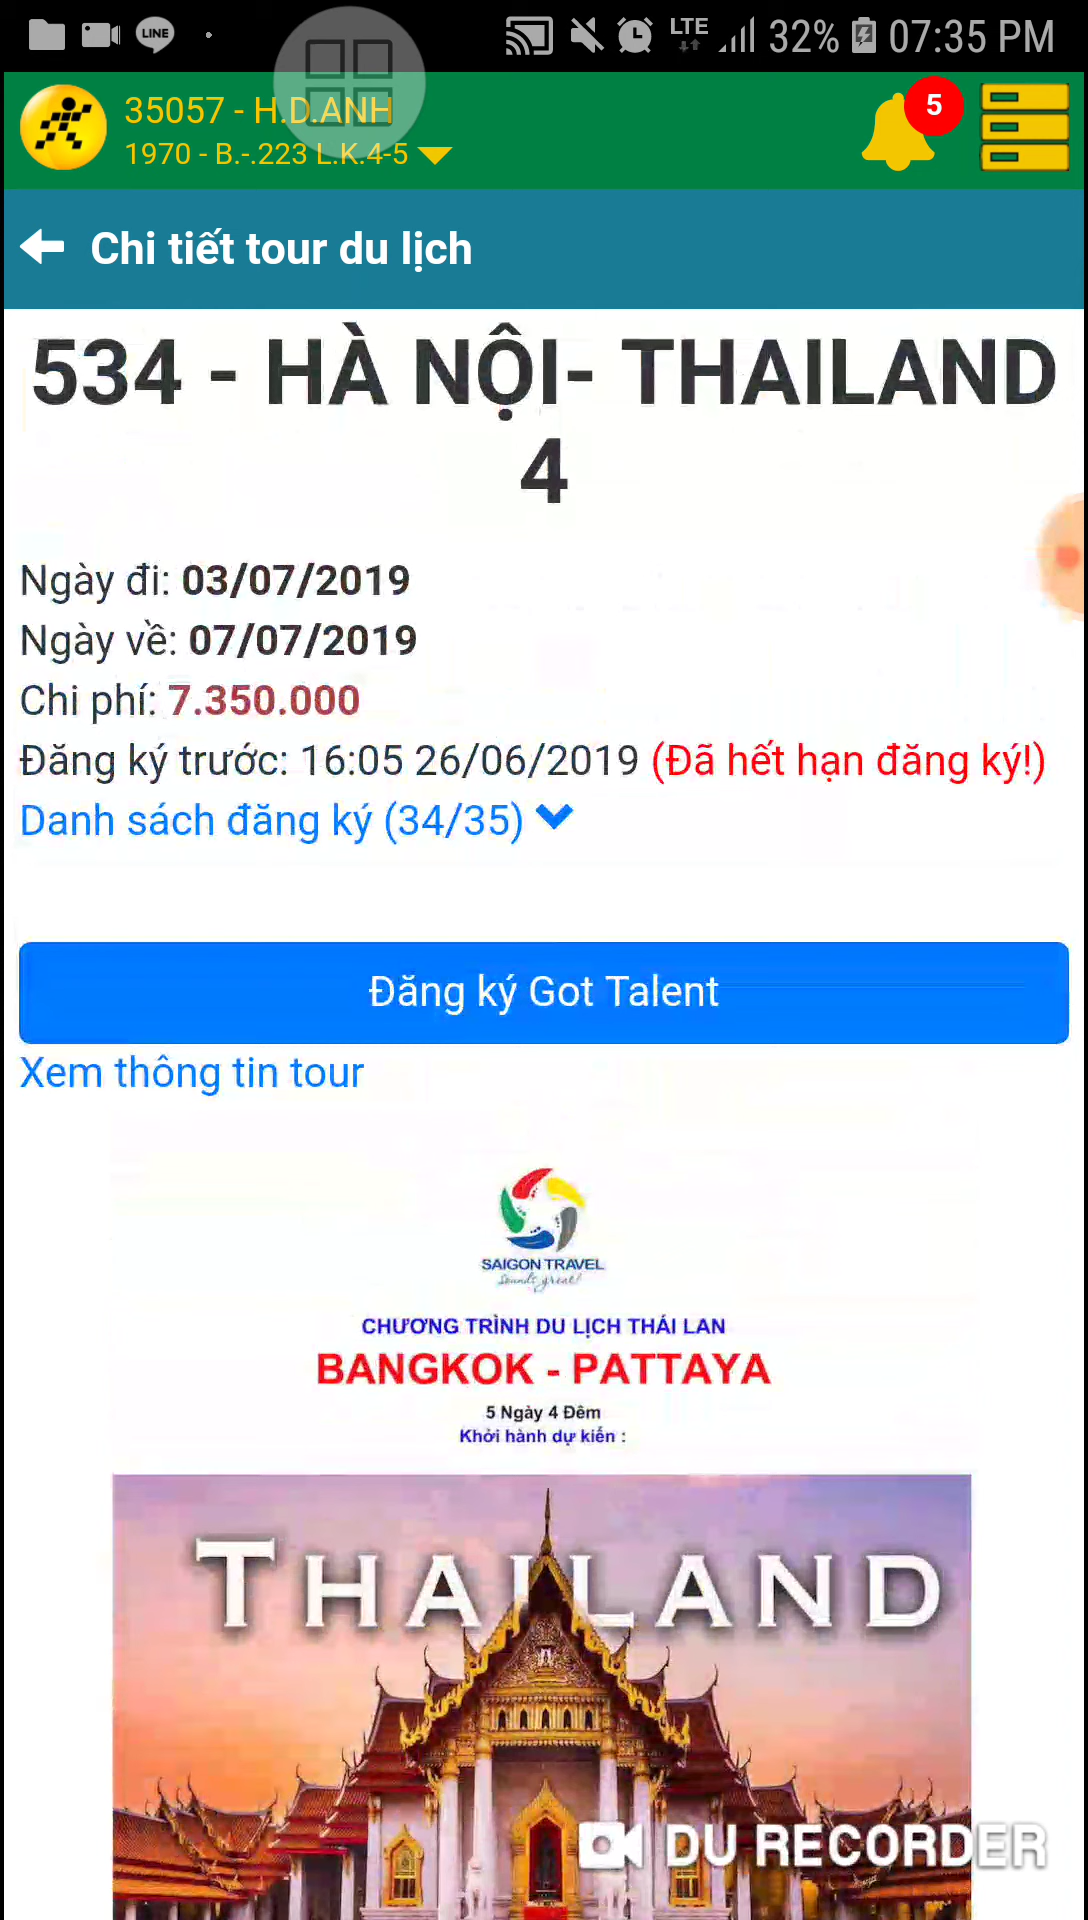 LINE
LTE
32%
07:35 PM
35057 - H.D.ANH
1970 - B.-.223 L.K.4-5
5
Chi tiết tour du lịch
534 - HÀ NỘI- THAILAND
4
Ngày đi: 03/07/2019
Ngày về: 07/07/2019
Chi phí: 7.350.000
Đăng ký trước: 16:05 26/06/2019 (Đã hết hạn đăng ký!)
Danh sách đăng ký (34/35)
Đăng ký Got Talent
Xem thông tin tour
SAIGON TRAVEL
Sounds great!
CHƯƠNG TRÌNH DU LỊCH THÁI LAN
BANGKOK - PATTAYA
5 Ngày 4 Đêm
Khởi hành dự kiến :
THAILAND
DU RECORDER